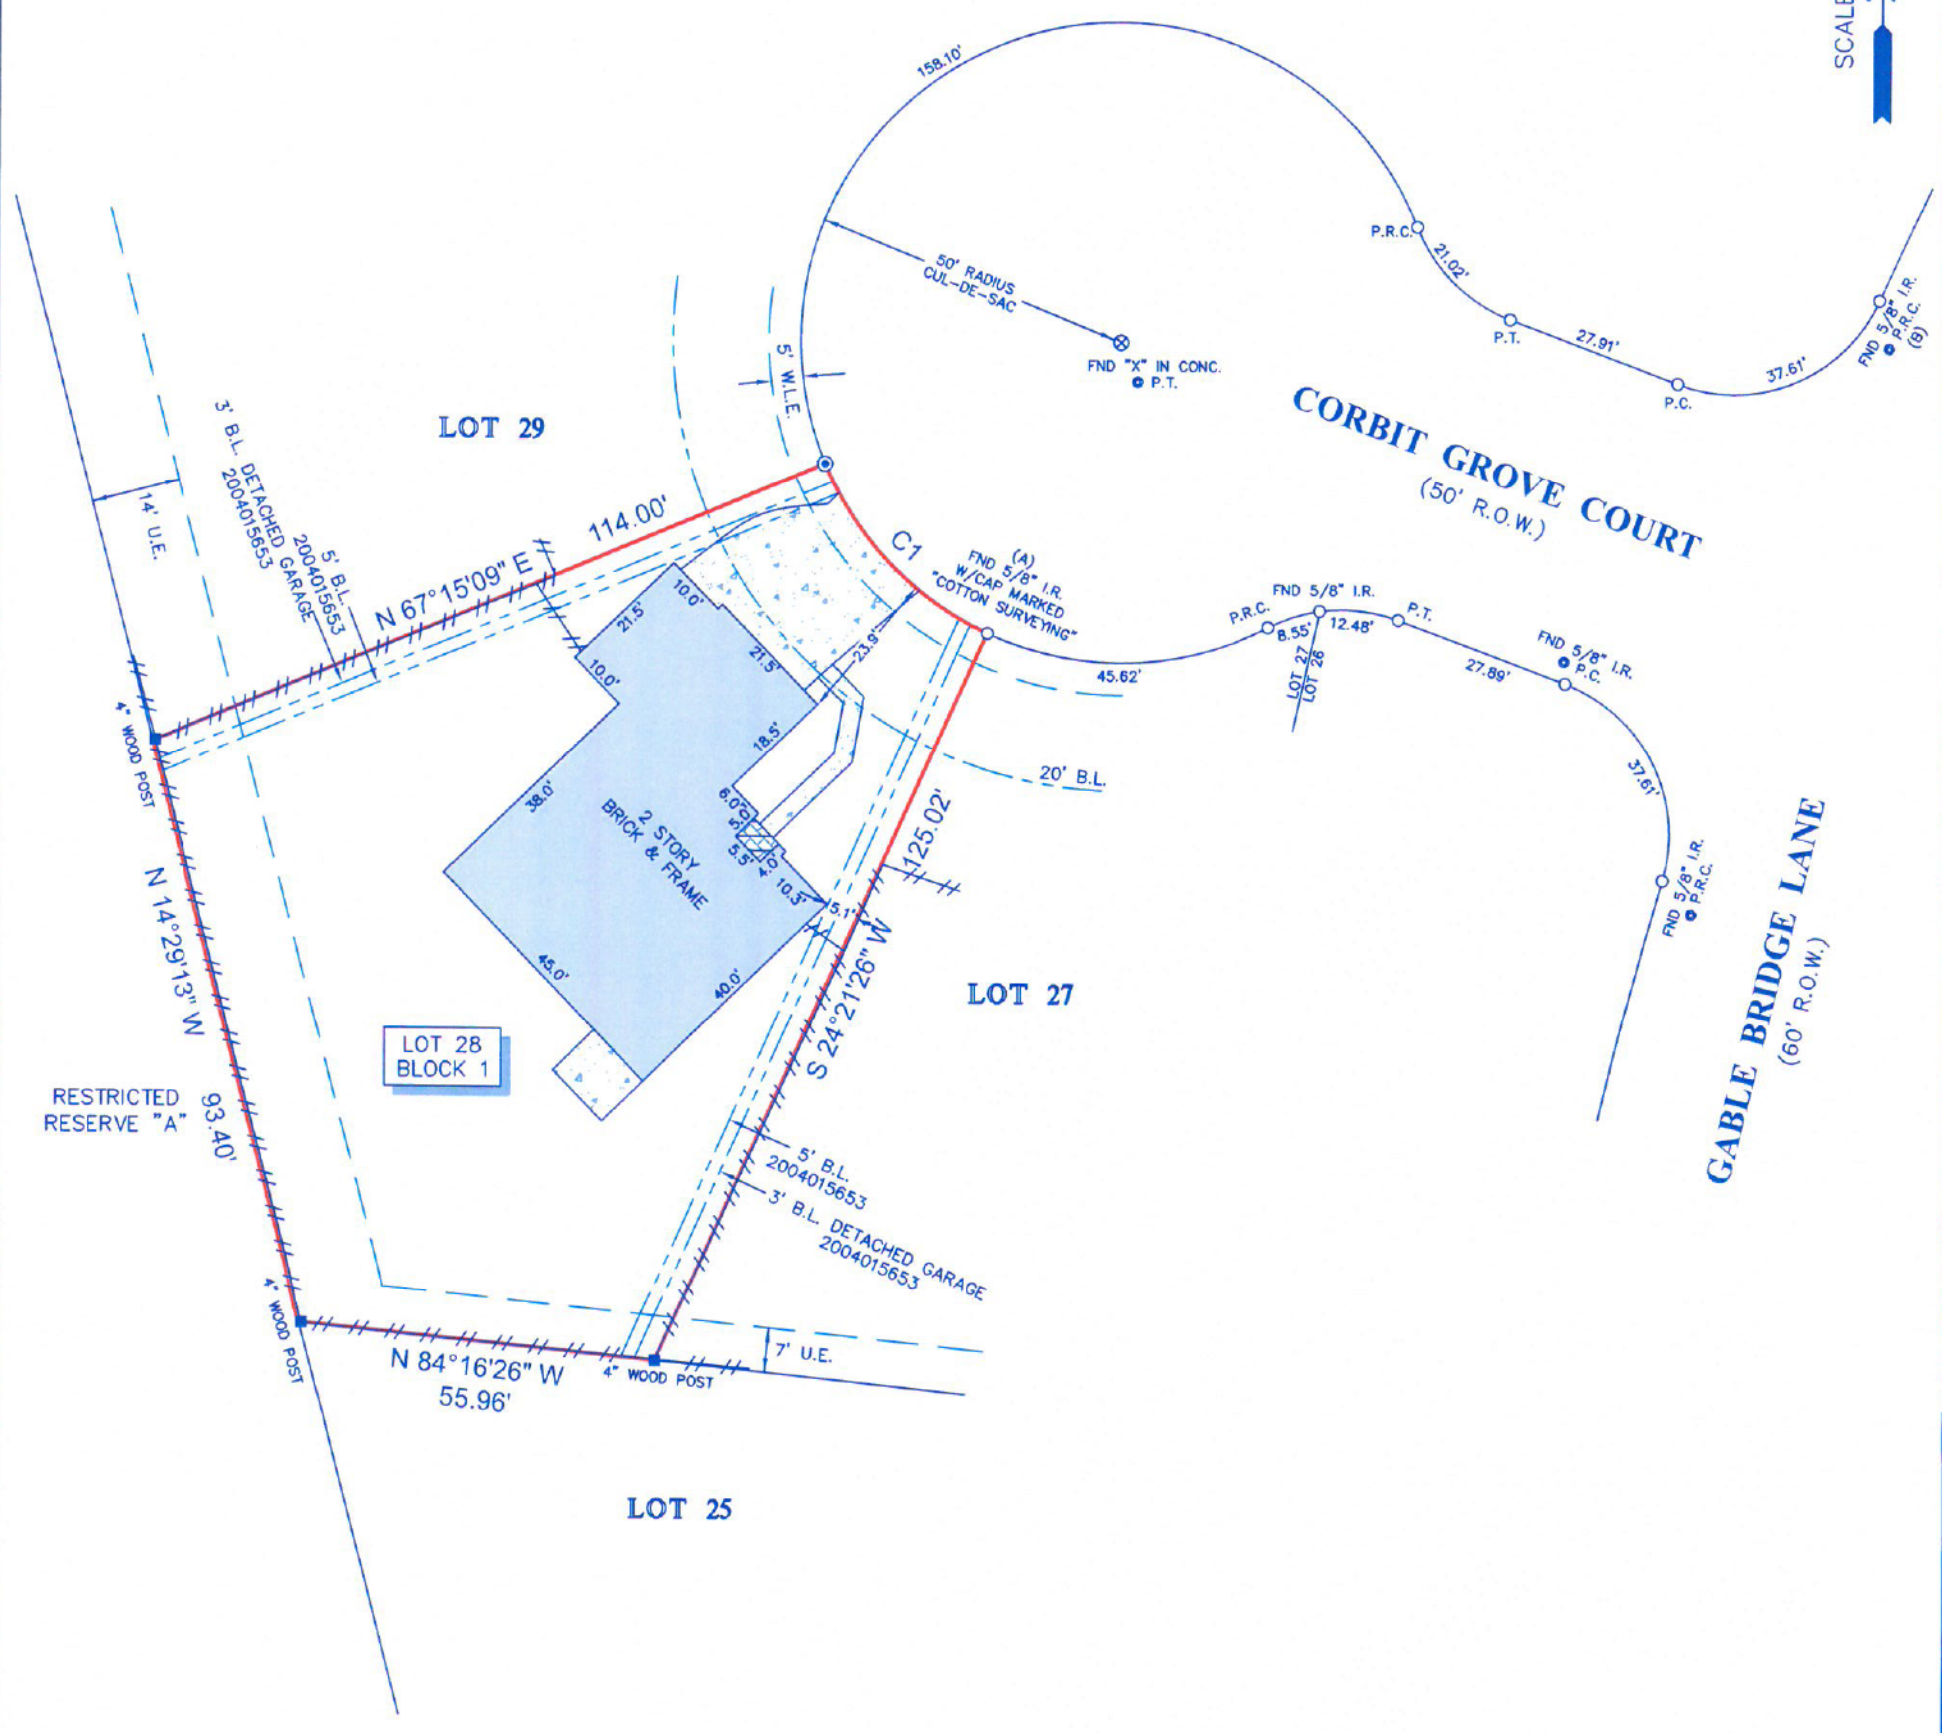 SCALE
158.10'
P.R.C.
21.02'
50' RADIUS
CUL-DE-SAC
FND 5/8" I.R.
P.R.C.
(B)
P.T.
27.91'
37.61'
P.C.
FND "X" IN CONC.
P.T.
5' W.L.E.
CORBIT GROVE COURT
(50' R.O.W.)
LOT 29
3' B.L. DETACHED GARAGE
2004015653
5' B.L.
2004015653
14' U.E.
114.00'
N 67°15'09" E
C1
(A)
FND 5/8" I.R.
W/CAP MARKED
"COTTON SURVEYING"
FND 5/8" I.R.
P.R.C.
8.55'
12.48'
P.T.
LOT 27
LOT 26
45.62'
27.89'
FND 5/8" I.R.
P.C.
37.61'
FND 5/8" I.R.
P.R.C.
GABLE BRIDGE LANE
(60' R.O.W.)
10.0'
21.5'
10.0'
21.5'
23.9'
18.5'
20' B.L.
4" WOOD POST
38.0'
2 STORY
BRICK & FRAME
6.0'
5.5'
10.3'
5.1'
125.02'
S 24°21'26" W
45.0'
40.0'
LOT 27
N 14°29'13" W
93.40'
LOT 28
BLOCK 1
RESTRICTED
RESERVE "A"
5' B.L.
2004015653
3' B.L. DETACHED GARAGE
2004015653
4" WOOD POST
N 84°16'26" W
55.96'
4" WOOD POST
7' U.E.
LOT 25